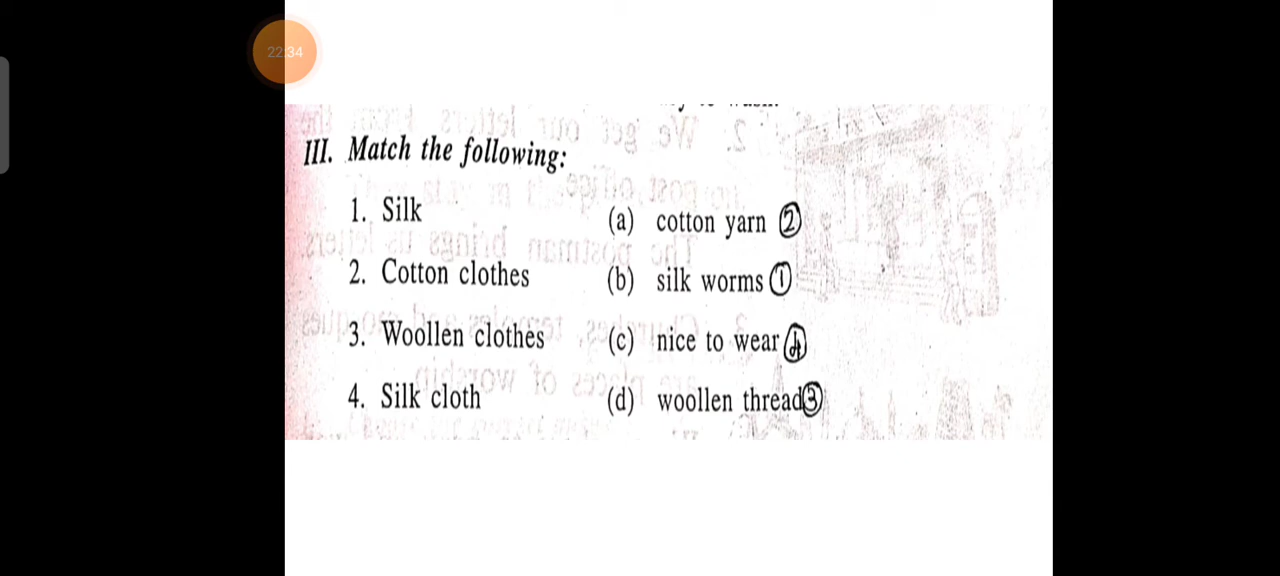 22:34
III. Match the following:
1. Silk (a) cotton yarn ②
2. Cotton clothes (b) silk worms ①
3. Woollen clothes (c) nice to wear ④
4. Silk cloth (d) woollen thread ③